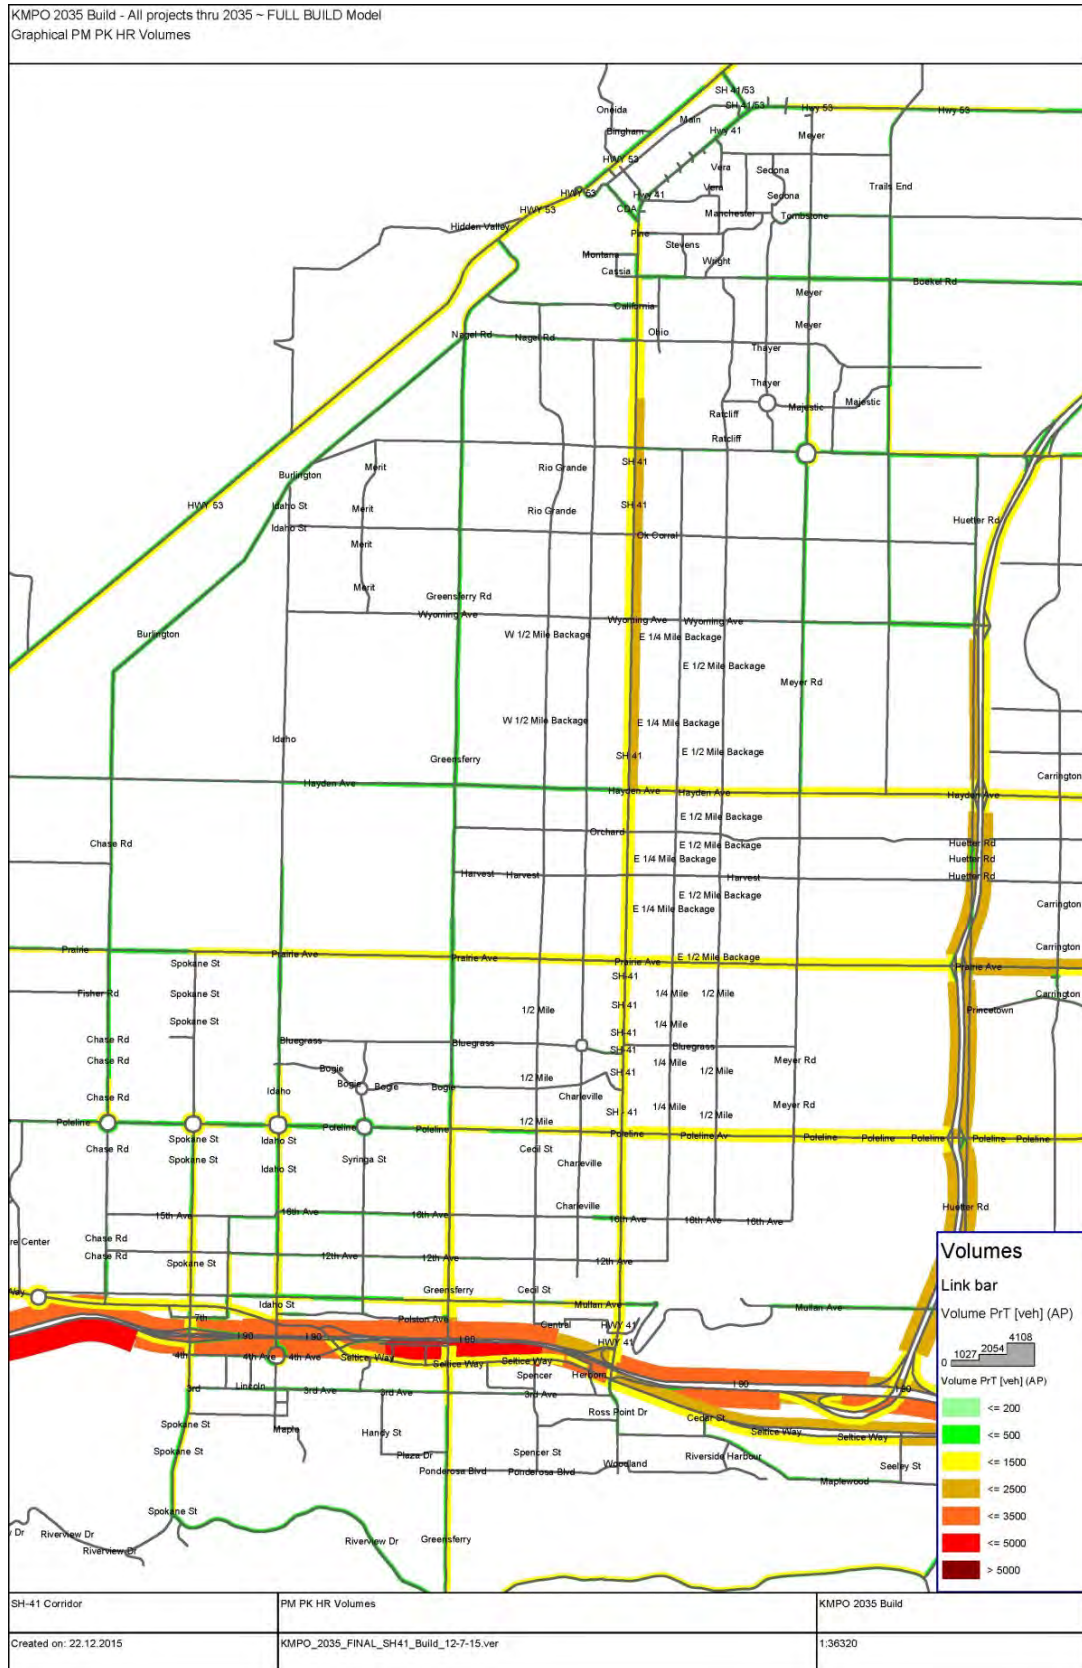 KMPO 2035 Build - All projects thru 2035 ~ FULL BUILD Model
Graphical PM PK HR Volumes
SH 41/53
SH 41/53
Hwy 53
Hwy 53
Oneida
Main
Bingham
Hwy 41
Meyer
HWY 53
Vera
Sedona
HWY 53
Hwy 41
Vera
Sedona
Trails End
HWY 53
CDA
Manchester
Tombstone
Hidden Valley
Pine
Stevens
Montana
Wright
Cassia
Boekel Rd
Meyer
California
Nagel Rd
Nagel Rd
Ohio
Meyer
Thayer
Thayer
Ratcliff
Majestic
Majestic
Ratcliff
SH 41
Burlington
Merit
Rio Grande
HWY 53
Idaho St
Merit
Rio Grande
SH 41
Huetter Rd
Idaho St
Merit
Ok Corral
Merit
Greensferry Rd
Wyoming Ave
Wyoming Ave
Wyoming Ave
Burlington
W 1/2 Mile Backage
E 1/4 Mile Backage
E 1/2 Mile Backage
Meyer Rd
W 1/2 Mile Backage
E 1/4 Mile Backage
Idaho
Greensferry
SH 41
E 1/2 Mile Backage
Carrington
Hayden Ave
Hayden Ave
Hayden Ave
Hayden Ave
E 1/2 Mile Backage
Orchard
Chase Rd
E 1/2 Mile Backage
Huetter Rd
E 1/4 Mile Backage
Huetter Rd
Carrington
Harvest
Harvest
Harvest
Huetter Rd
E 1/2 Mile Backage
E 1/4 Mile Backage
Carrington
Prairie
Prairie Ave
Prairie Ave
Prairie Ave
E 1/2 Mile Backage
Prairie Ave
Carrington
Spokane St
SH-41
Fisher Rd
Spokane St
1/4 Mile
1/2 Mile
Carrington
Spokane St
1/2 Mile
SH 41
Princetown
Chase Rd
Bluegrass
Bluegrass
SH 41
1/4 Mile
Chase Rd
SH-41
Bluegrass
Meyer Rd
Bogie
1/2 Mile
SH 41
1/4 Mile
1/2 Mile
Chase Rd
Idaho
Bogie
Bogie
Bogie
Charleville
Meyer Rd
SH - 41
1/4 Mile
1/2 Mile
Poleline
Poleline
Poleline
1/2 Mile
Poleline
Poleline Av
Poleline
Poleline
Poleline
Poleline
Poleline
Chase Rd
Spokane St
Idaho St
Cecil St
Spokane St
Idaho St
Syringa St
Charleville
Charleville
Huetter Rd
15th Ave
16th Ave
16th Ave
16th Ave
16th Ave
16th Ave
re Center
Chase Rd
Chase Rd
Spokane St
12th Ave
12th Ave
12th Ave
Greensferry
Cecil St
Way
Idaho St
Mullan Ave
Mullan Ave
7th
Polston Ave
Central
I 90
I 90
I 90
HWY 41
HWY 41
4th
4th Ave
4th Ave
Seltice Way
Seltice Way
Seltice Way
Herborn
Spencer
I 90
I 90
3rd
Lincoln
3rd Ave
3rd Ave
3rd Ave
Ross Point Dr
Cedar St
Spokane St
Maple
Handy St
Seltice Way
Seltice Way
Spokane St
Plaza Dr
Spencer St
Riverside Harbour
Ponderosa Blvd
Ponderosa Blvd
Woodland
Seeley St
Maplewood
Spokane St
Dr
Riverview Dr
Riverview Dr
Riverview Dr
Greensferry
Volumes
Link bar
Volume PrT [veh] (AP)
0 1027 2054 4108
Volume PrT [veh] (AP)
<= 200
<= 500
<= 1500
<= 2500
<= 3500
<= 5000
> 5000
SH-41 Corridor
PM PK HR Volumes
KMPO 2035 Build
Created on: 22.12.2015
KMPO_2035_FINAL_SH41_Build_12-7-15.ver
1:36320